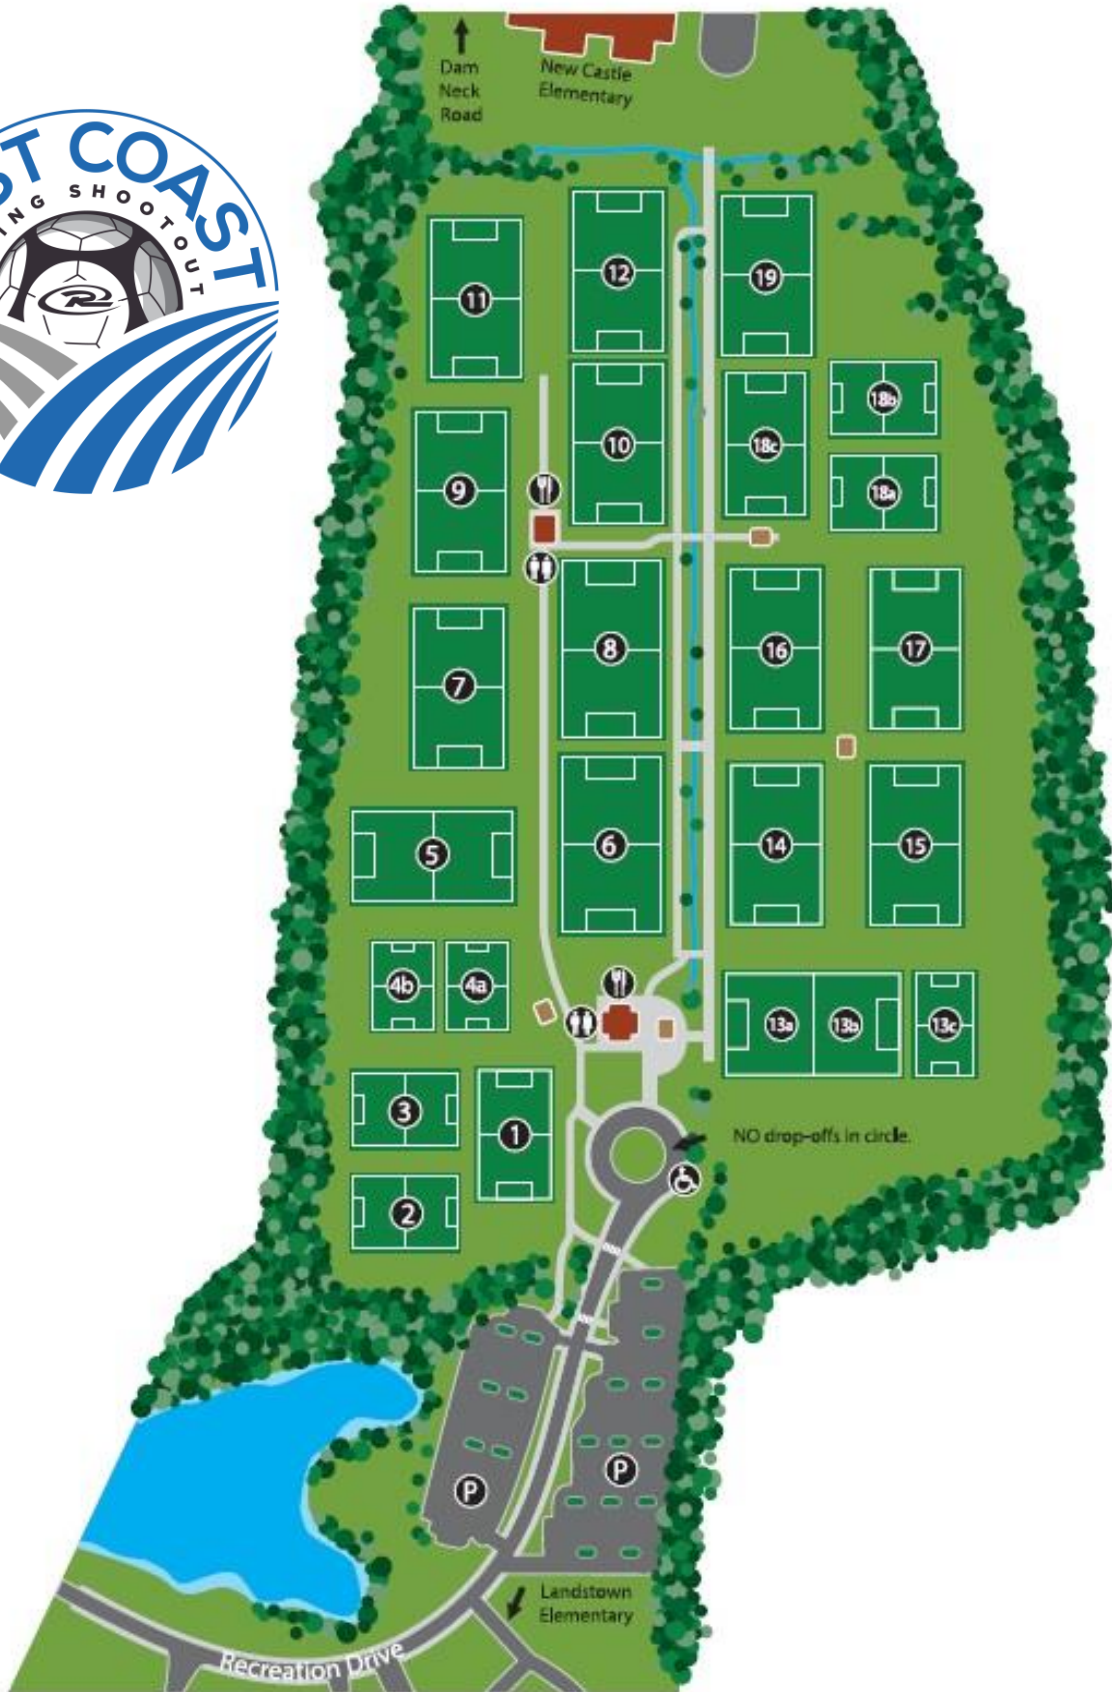 Dam
Neck
Road
New Castle
Elementary
COAST
SHOOTOUT
12
19
11
18b
10
18c
9
18a
8
16
17
7
6
14
15
5
4b
4a
13a
13b
13c
3
1
NO drop-offs in circle.
2
P
P
Landstown
Elementary
Recreation Drive